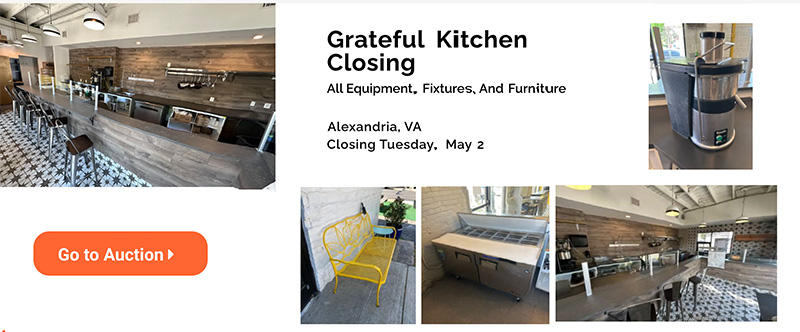 Grateful Kitchen
Closing
All Equipment, Fixtures, And Furniture
Alexandria, VA
Closing Tuesday, May 2
Go to Auction